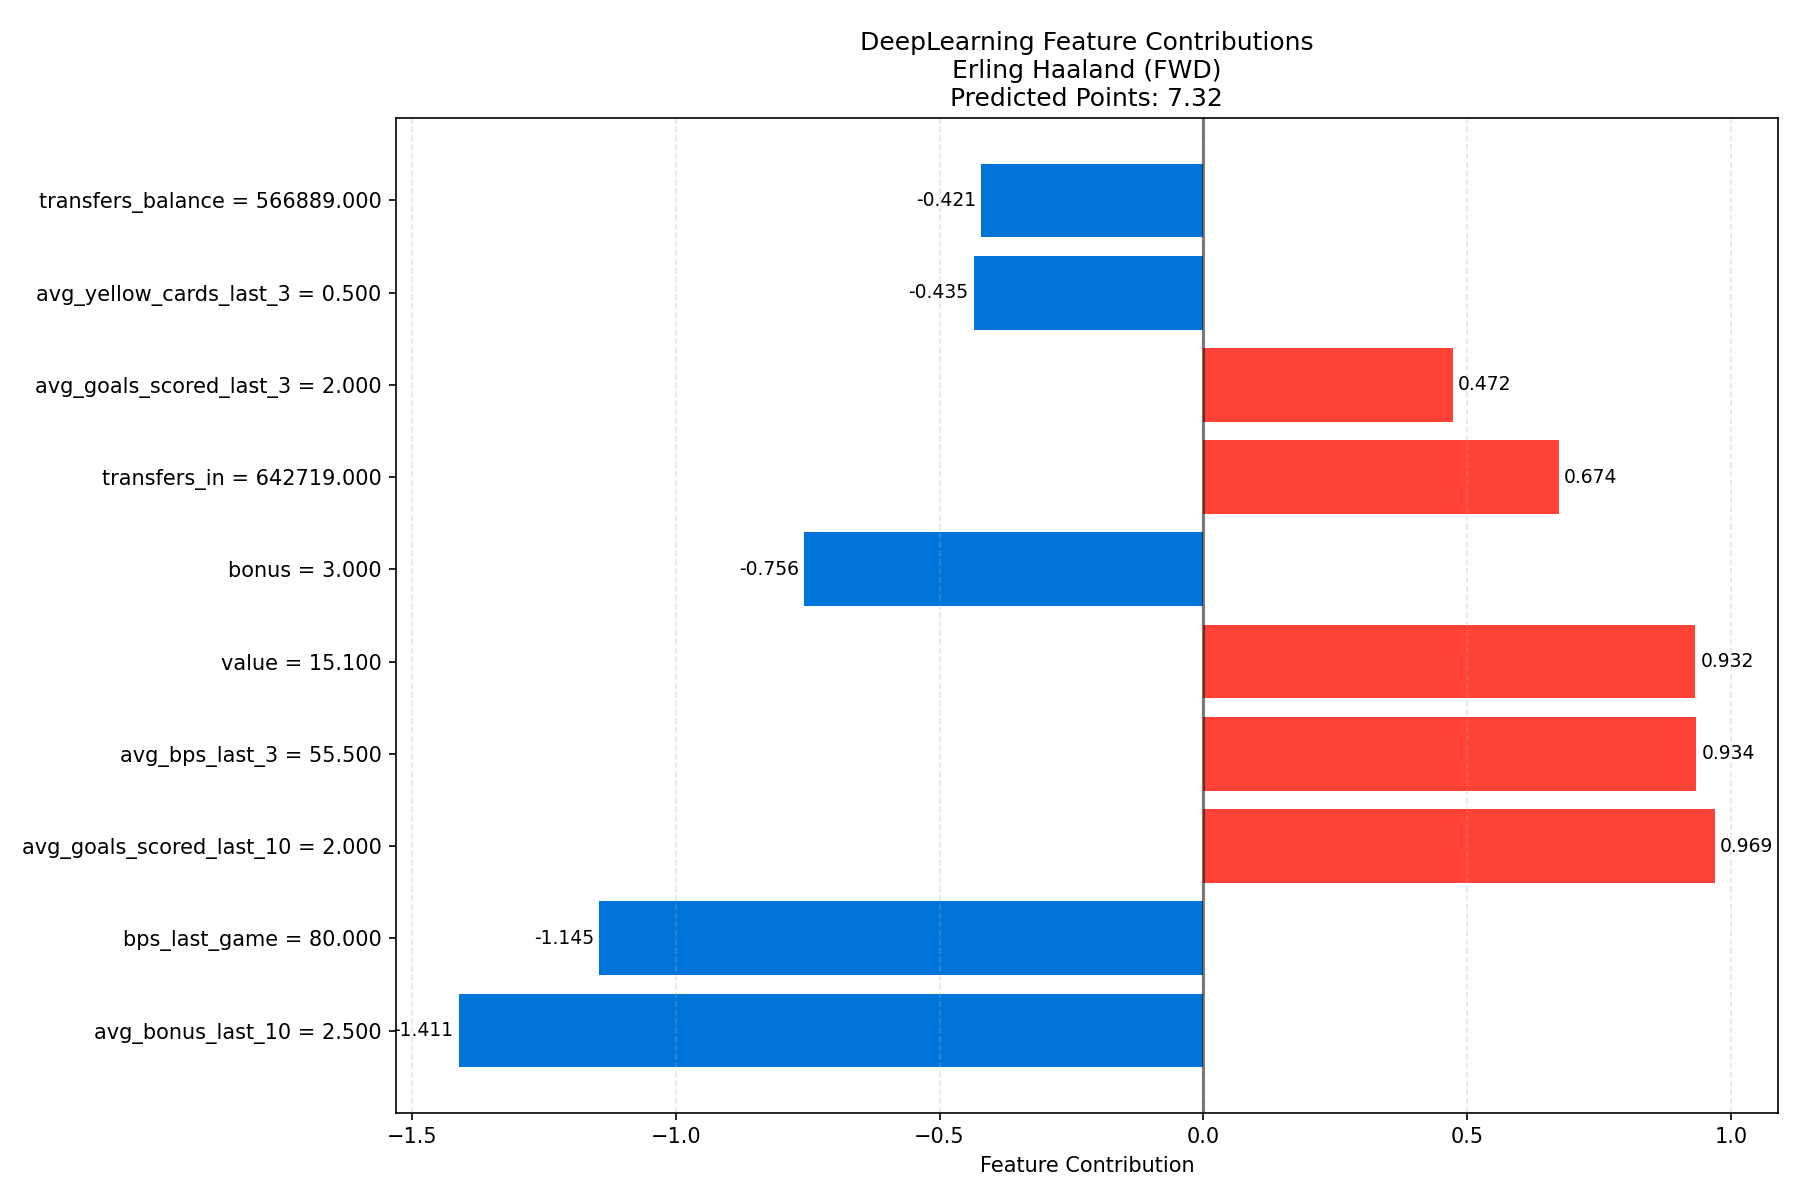 DeepLearning Feature Contributions
Erling Haaland (FWD)
Predicted Points: 7.32
transfers_balance = 566889.000
-0.421
avg_yellow_cards_last_3 = 0.500
-0.435
avg_goals_scored_last_3 = 2.000
0.472
transfers_in = 642719.000
0.674
bonus = 3.000
-0.756
value = 15.100
0.932
avg_bps_last_3 = 55.500
0.934
avg_goals_scored_last_10 = 2.000
0.969
bps_last_game = 80.000
-1.145
avg_bonus_last_10 = 2.500
-1.411
−1.5
−1.0
−0.5
0.0
0.5
1.0
Feature Contribution